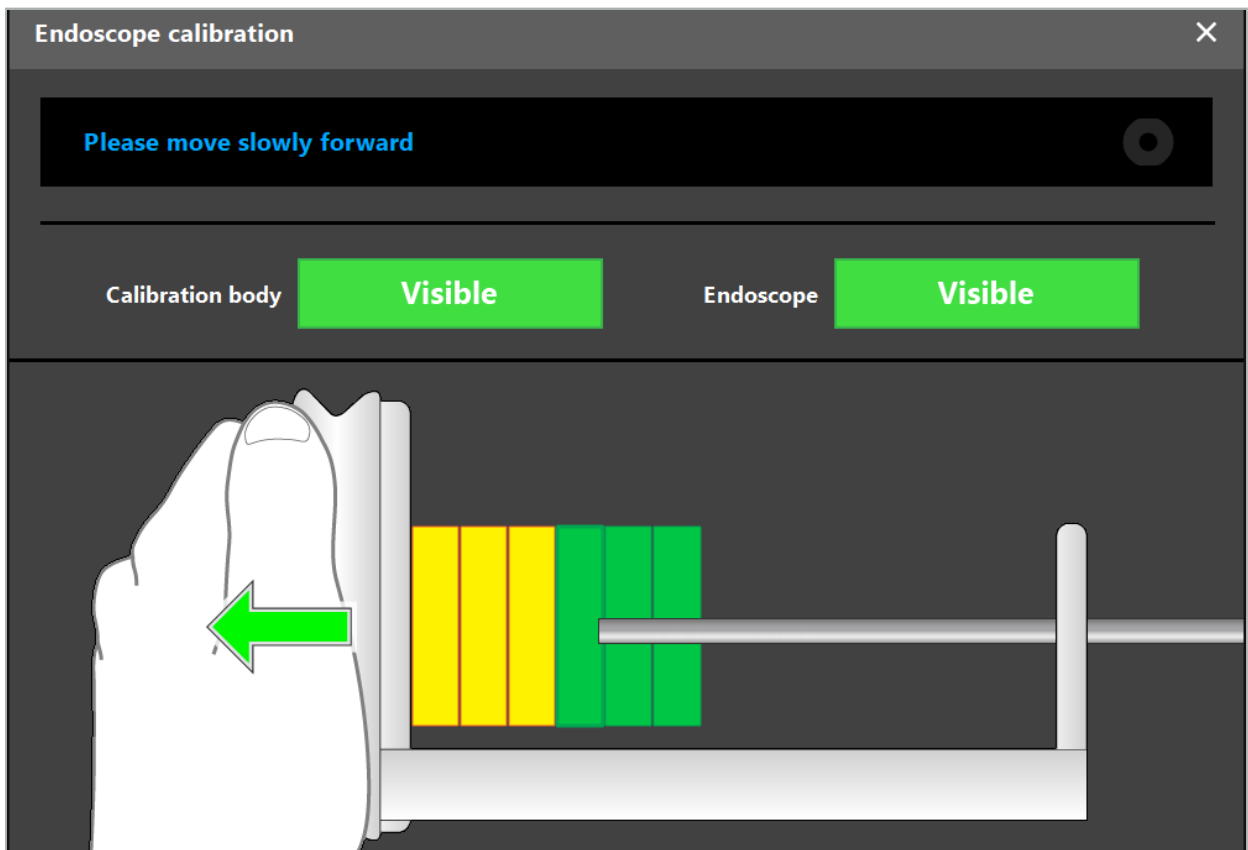 Endoscope calibration
Please move slowly forward
Calibration body Visible Endoscope Visible